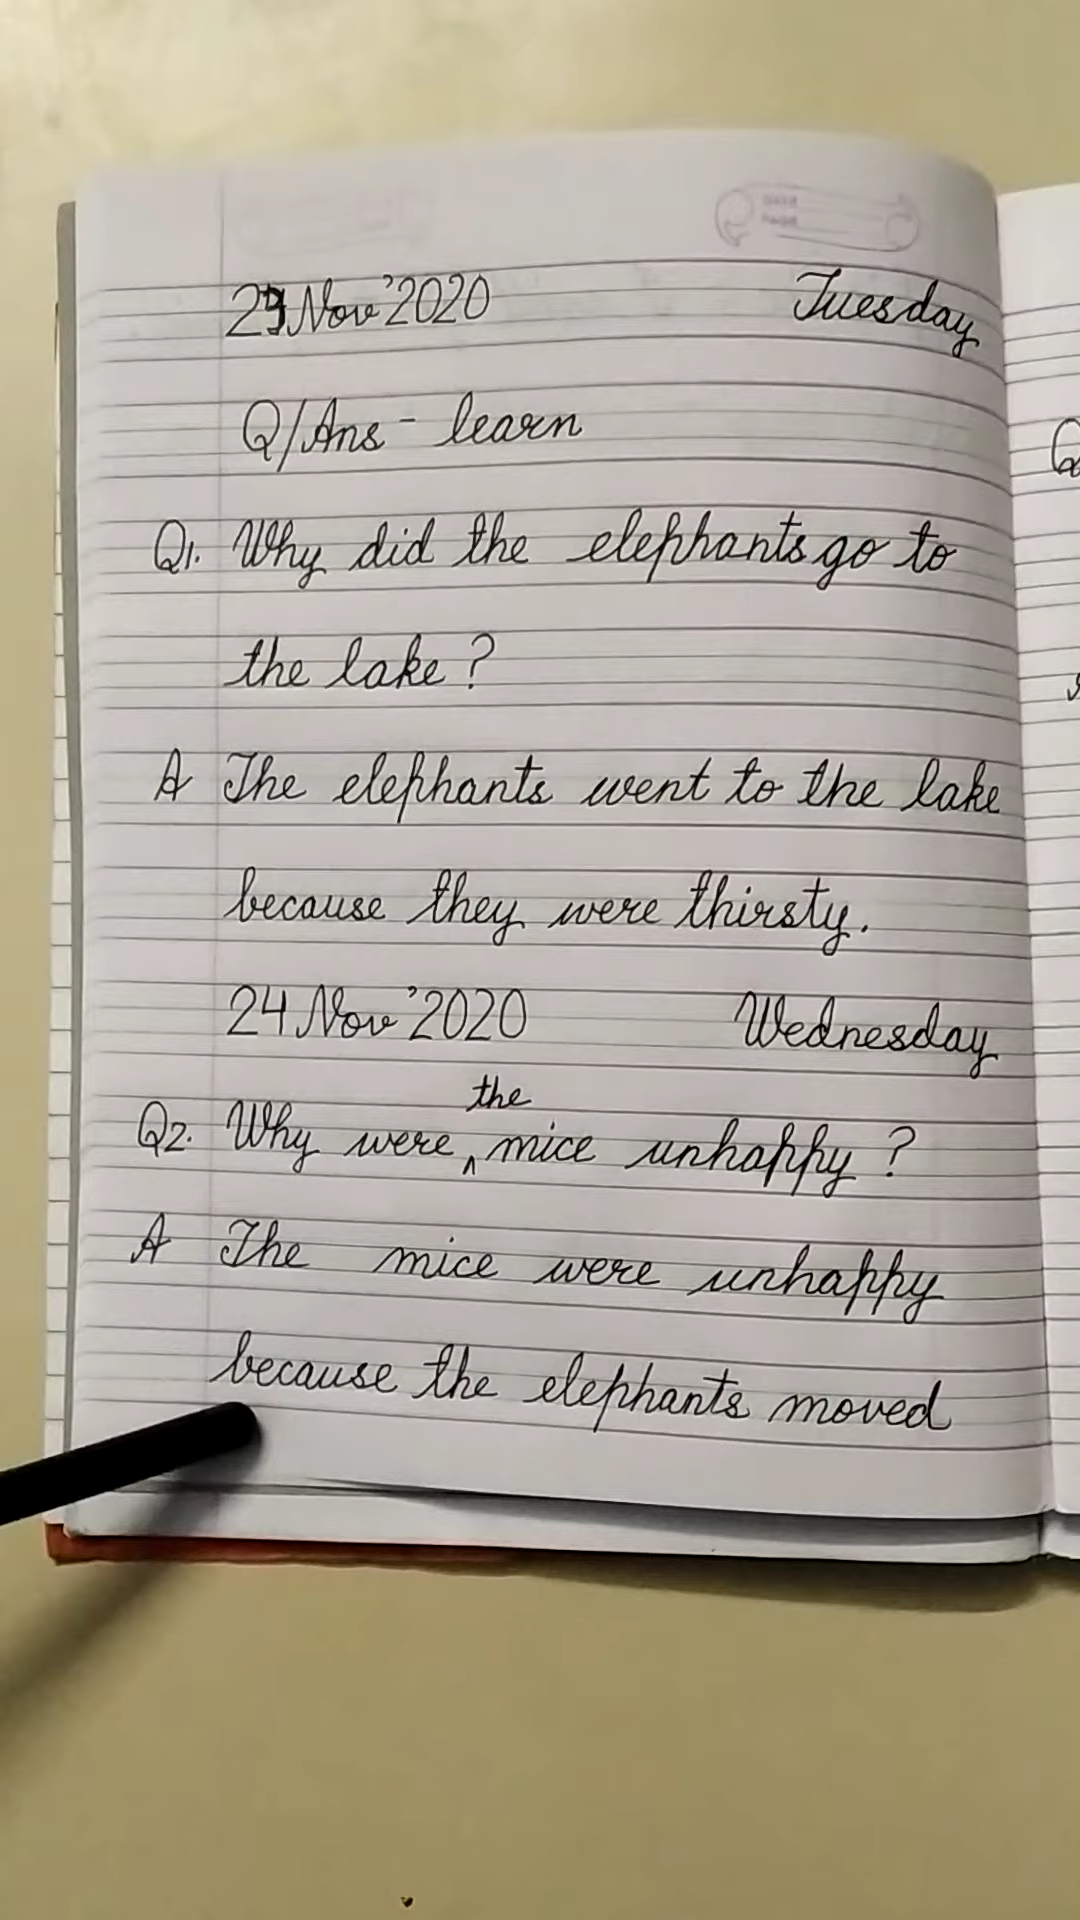 Nov'2020 Tuesday
Q/Ans - learn
Q1. Why did the elephants go to
the lake?
A The elephants went to the lake
because they were thirsty.
24 Nov'2020 Wednesday
the
Q2. Why were ^ mice unhappy?
A The mice were unhappy
because the elephants moved